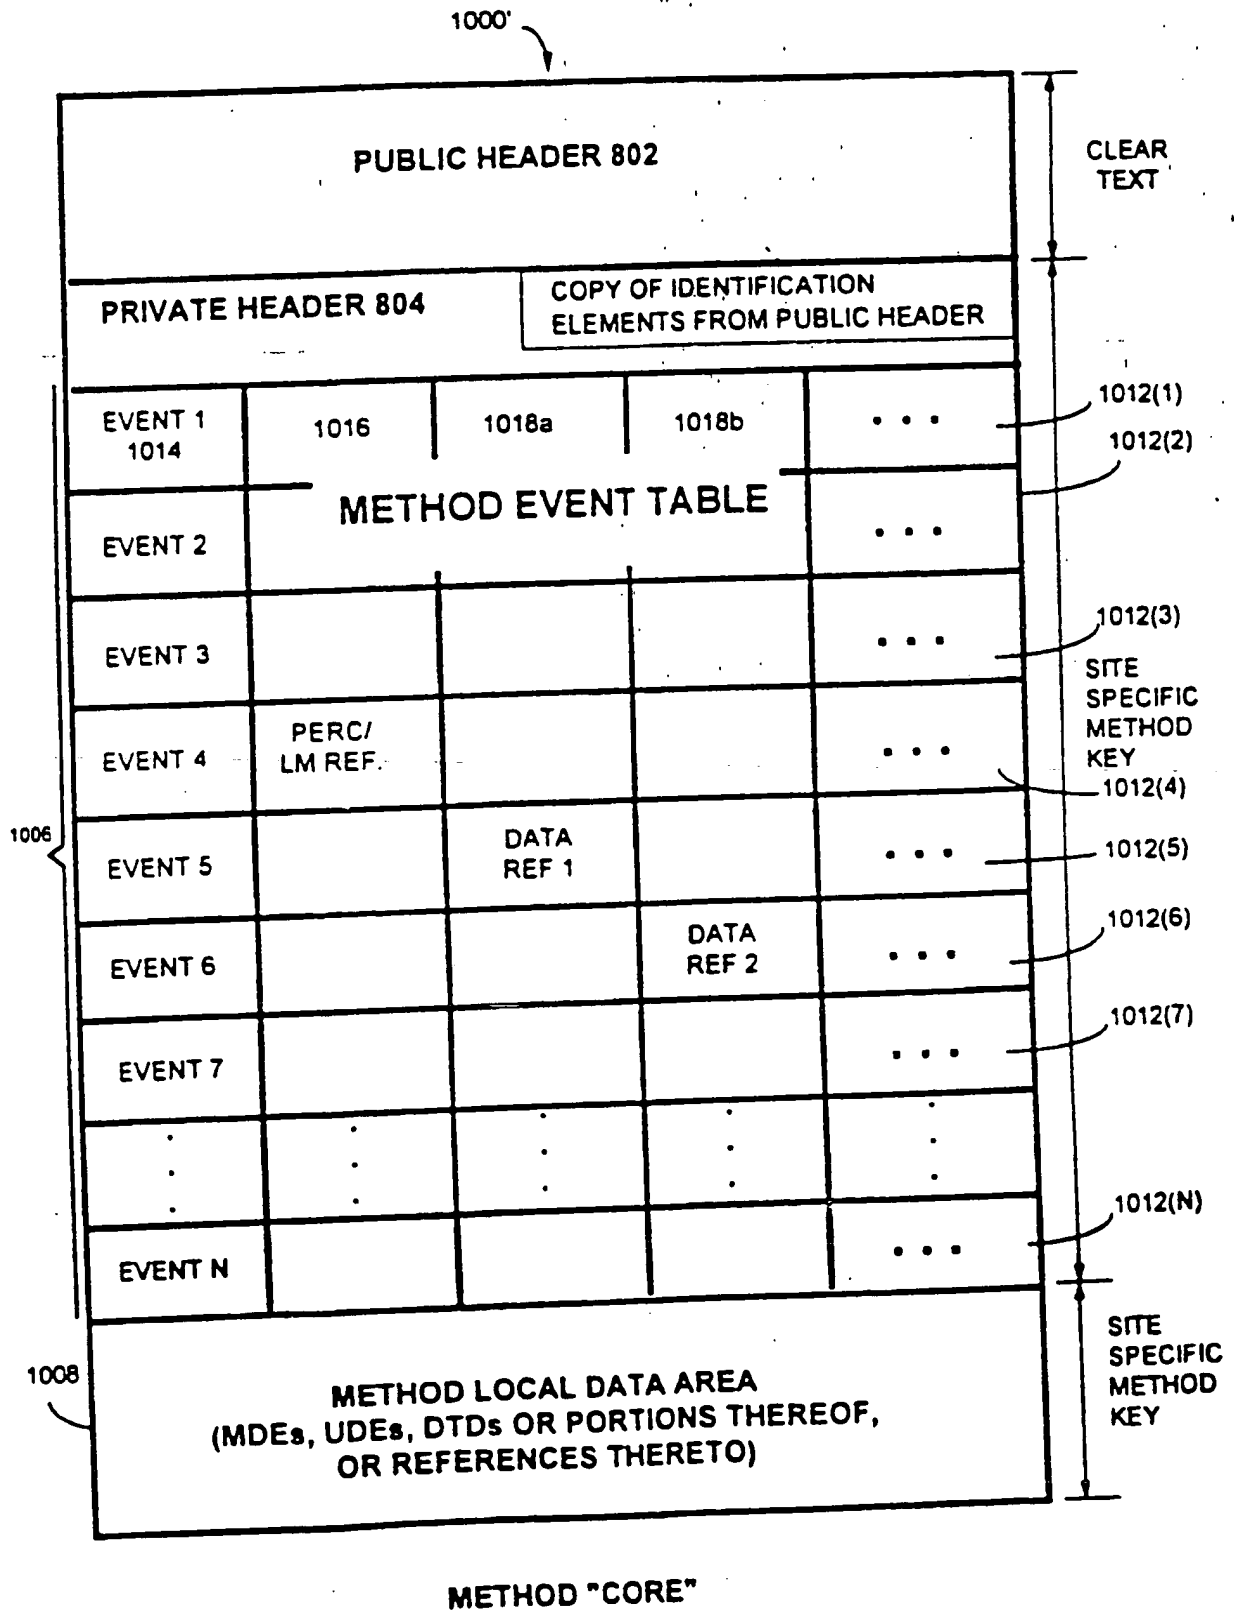 1000'
PUBLIC HEADER 802
CLEAR
TEXT
PRIVATE HEADER 804
COPY OF IDENTIFICATION
ELEMENTS FROM PUBLIC HEADER
EVENT 1
1014
1016
1018a
1018b
• • •
1012(1)
1012(2)
METHOD EVENT TABLE
EVENT 2
• • •
EVENT 3
• • •
1012(3)
SITE
SPECIFIC
METHOD
KEY
EVENT 4
PERC/
LM REF.
• • •
1012(4)
1006
EVENT 5
DATA
REF 1
• • •
1012(5)
EVENT 6
DATA
REF 2
• • •
1012(6)
EVENT 7
• • •
1012(7)
EVENT N
• • •
1012(N)
1008
METHOD LOCAL DATA AREA
(MDEs, UDEs, DTDs OR PORTIONS THEREOF,
OR REFERENCES THERETO)
SITE
SPECIFIC
METHOD
KEY
METHOD "CORE"